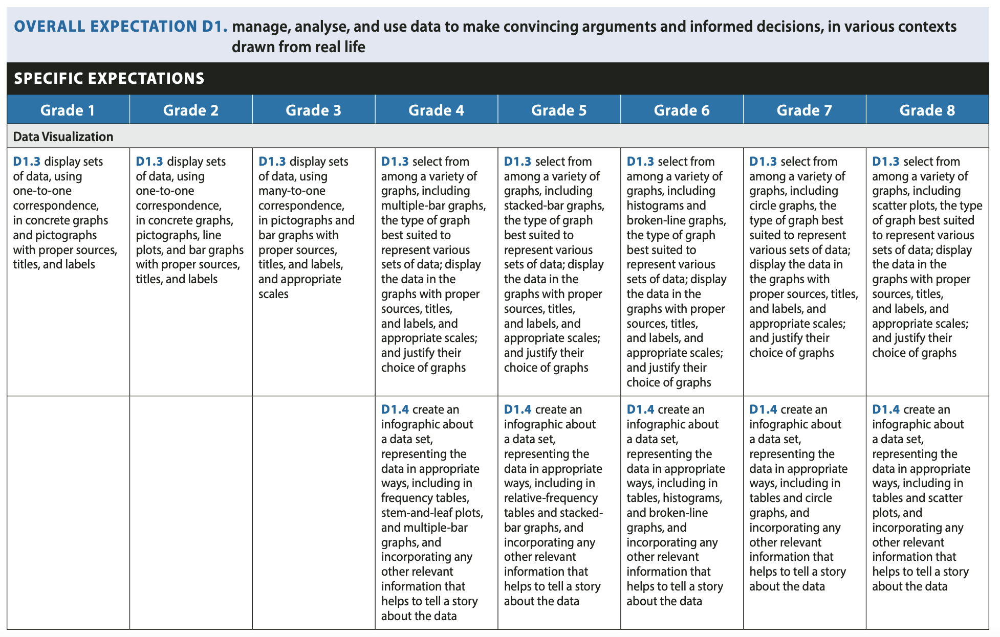 OVERALL EXPECTATION D1. manage, analyse, and use data to make convincing arguments and informed decisions, in various contexts
drawn from real life
SPECIFIC EXPECTATIONS
Grade 1
Grade 2
Grade 3
Grade 4
Grade 5
Grade 6
Grade 7
Grade 8
Data Visualization
D1.3 display sets
of data, using
one-to-one
correspondence,
in concrete graphs
and pictographs
with proper sources,
titles, and labels
D1.3 display sets
of data, using
one-to-one
correspondence,
in concrete graphs,
pictographs, line
plots, and bar graphs
with proper sources,
titles, and labels
D1.3 display sets
of data, using
many-to-one
correspondence,
in pictographs and
bar graphs with
proper sources,
titles, and labels,
and appropriate
scales
D1.3 select from
among a variety of
graphs, including
multiple-bar graphs,
the type of graph
best suited to
represent various
sets of data; display
the data in the
graphs with proper
sources, titles,
and labels, and
appropriate scales;
and justify their
choice of graphs
D1.3 select from
among a variety of
graphs, including
stacked-bar graphs,
the type of graph
best suited to
represent various
sets of data; display
the data in the
graphs with proper
sources, titles,
and labels, and
appropriate scales;
and justify their
choice of graphs
D1.3 select from
among a variety of
graphs, including
histograms and
broken-line graphs,
the type of graph
best suited to
represent various
sets of data; display
the data in the
graphs with proper
sources, titles,
and labels, and
appropriate scales;
and justify their
choice of graphs
D1.3 select from
among a variety of
graphs, including
circle graphs, the
type of graph best
suited to represent
various sets of data;
display the data in
the graphs with
proper sources, titles,
and labels, and
appropriate scales;
and justify their
choice of graphs
D1.3 select from
among a variety of
graphs, including
scatter plots, the type
of graph best suited
to represent various
sets of data; display
the data in the
graphs with proper
sources, titles,
and labels, and
appropriate scales;
and justify their
choice of graphs
D1.4 create an
infographic about
a data set,
representing the
data in appropriate
ways, including in
frequency tables,
stem-and-leaf plots,
and multiple-bar
graphs, and
incorporating any
other relevant
information that
helps to tell a story
about the data
D1.4 create an
infographic about
a data set,
representing the
data in appropriate
ways, including in
relative-frequency
tables and stacked-
bar graphs, and
incorporating any
other relevant
information that
helps to tell a story
about the data
D1.4 create an
infographic about
a data set,
representing the
data in appropriate
ways, including in
tables, histograms,
and broken-line
graphs, and
incorporating any
other relevant
information that
helps to tell a story
about the data
D1.4 create an
infographic about
a data set,
representing the
data in appropriate
ways, including in
tables and circle
graphs, and
incorporating any
other relevant
information that
helps to tell a story
about the data
D1.4 create an
infographic about
a data set,
representing the
data in appropriate
ways, including in
tables and scatter
plots, and
incorporating any
other relevant
information that
helps to tell a story
about the data